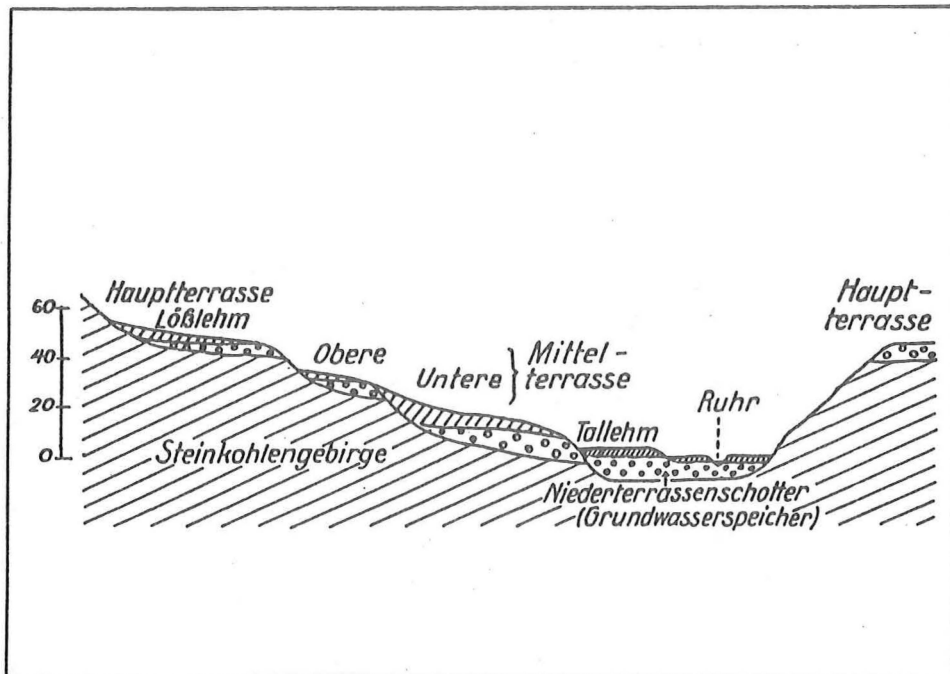 60
40
20
0
Hauptterrasse
Lößlehm
Obere
Untere } Mittel-
terrasse
Tallehm
Ruhr
Haupt-
terrasse
Steinkohlengebirge
Niederterrassenschotter
(Grundwasserspeicher)